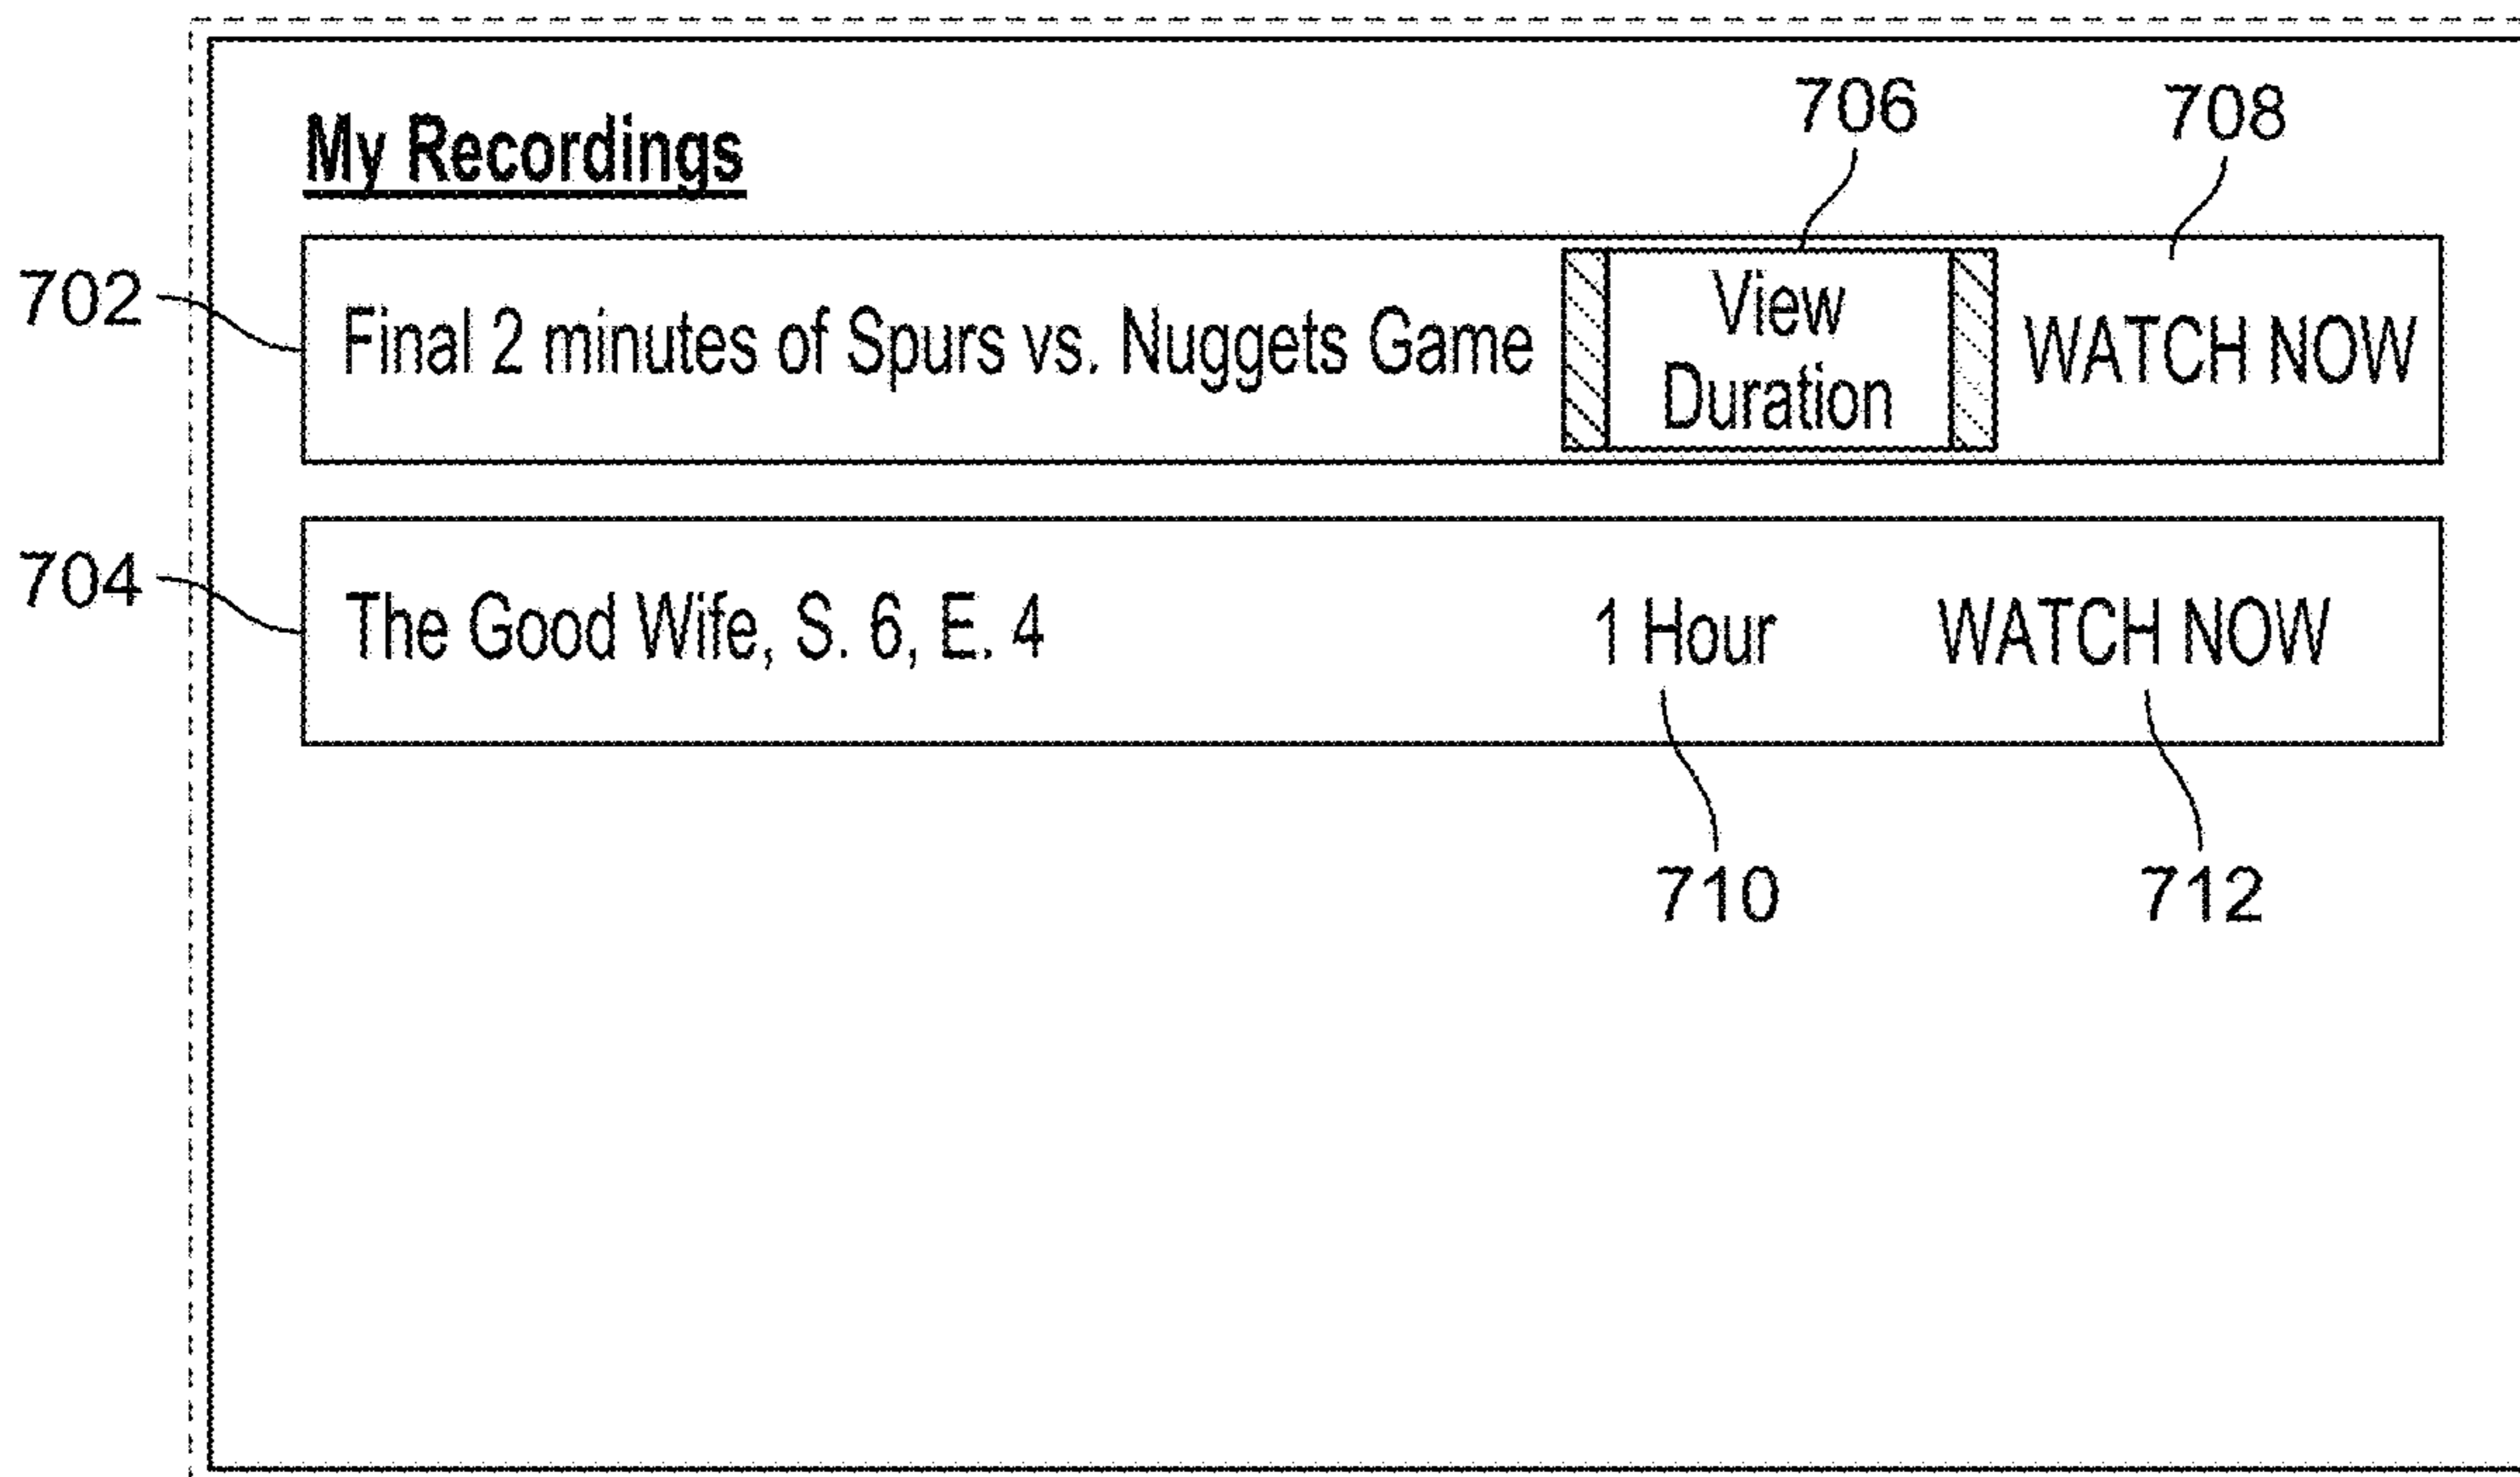 706
708
My Recordings
702
Final 2 minutes of Spurs vs. Nuggets Game
View
Duration
WATCH NOW
704
The Good Wife, S. 6, E. 4
1 Hour
WATCH NOW
710
712